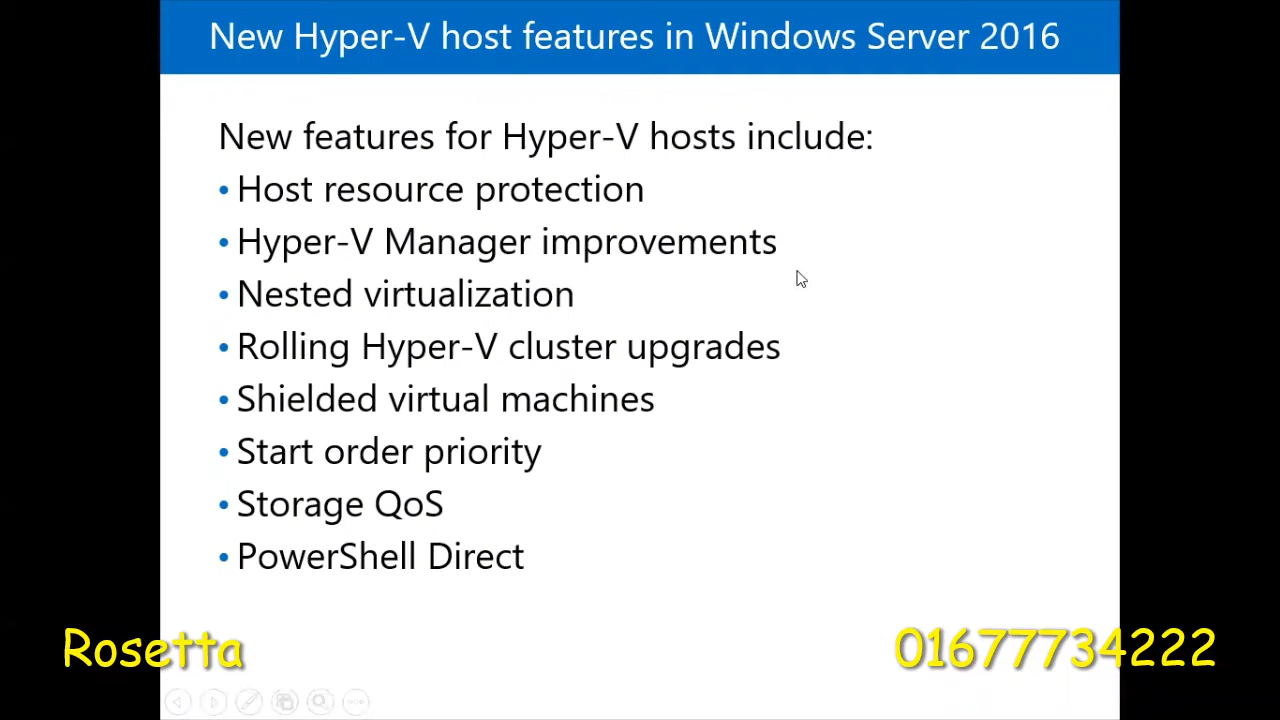 New Hyper-V host features in Windows Server 2016
New features for Hyper-V hosts include:
• Host resource protection
• Hyper-V Manager improvements
• Nested virtualization
• Rolling Hyper-V cluster upgrades
• Shielded virtual machines
• Start order priority
• Storage QoS
• PowerShell Direct
Rosetta
01677734222